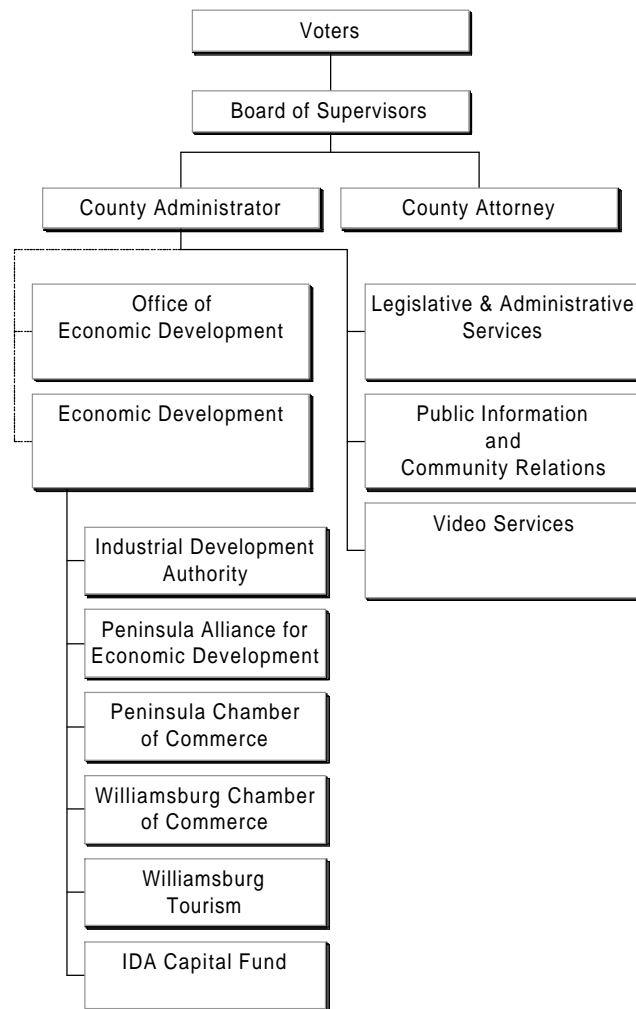 Voters
Board of Supervisors
County Administrator
County Attorney
Office of
Economic Development
Legislative & Administrative
Services
Economic Development
Public Information
and
Community Relations
Video Services
Industrial Development
Authority
Peninsula Alliance for
Economic Development
Peninsula Chamber
of Commerce
Williamsburg Chamber
of Commerce
Williamsburg
Tourism
IDA Capital Fund